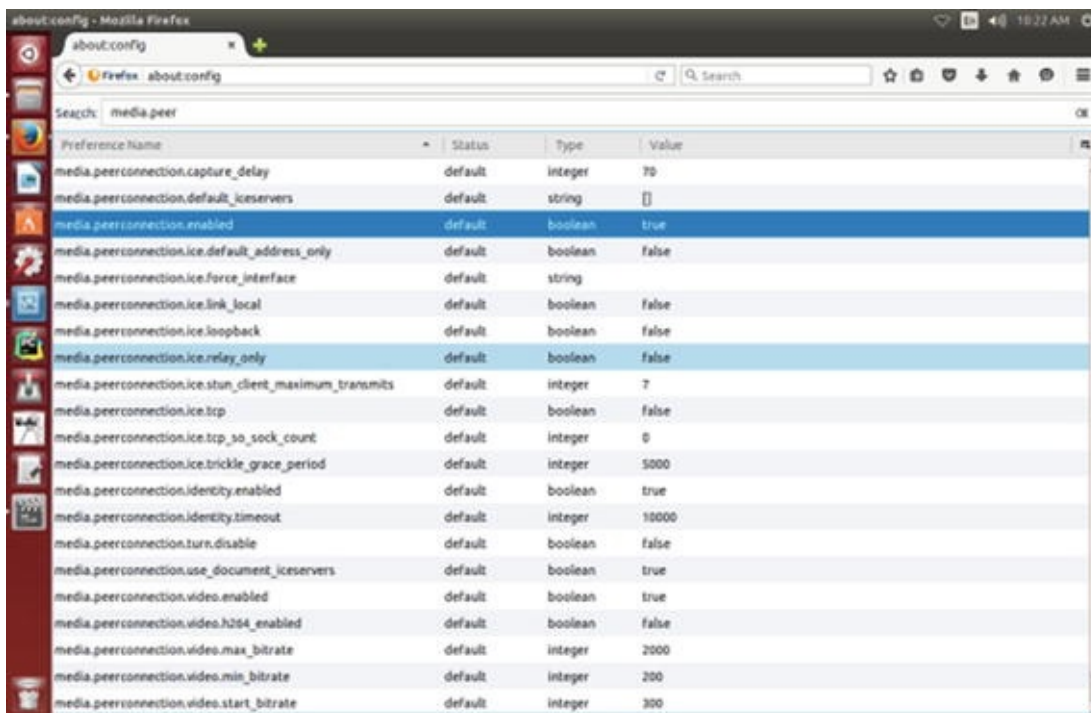 about:config - Mozilla Firefox En 10:22 AM
about:config
Firefox about:config Search
Search: media.peer
Preference Name Status Type Value
media.peerconnection.capture_delay default integer 70
media.peerconnection.default_iceservers default string []
media.peerconnection.enabled default boolean true
media.peerconnection.ice.default_address_only default boolean false
media.peerconnection.ice.force_interface default string
media.peerconnection.ice.link_local default boolean false
media.peerconnection.ice.loopback default boolean false
media.peerconnection.ice.relay_only default boolean false
media.peerconnection.ice.stun_client_maximum_transmits default integer 7
media.peerconnection.ice.tcp default boolean false
media.peerconnection.ice.tcp_so_sock_count default integer 0
media.peerconnection.ice.trickle_grace_period default integer 5000
media.peerconnection.identity.enabled default boolean true
media.peerconnection.identity.timeout default integer 10000
media.peerconnection.turn.disable default boolean false
media.peerconnection.use_document_iceservers default boolean true
media.peerconnection.video.enabled default boolean true
media.peerconnection.video.h264_enabled default boolean false
media.peerconnection.video.max_bitrate default integer 2000
media.peerconnection.video.min_bitrate default integer 200
media.peerconnection.video.start_bitrate default integer 300